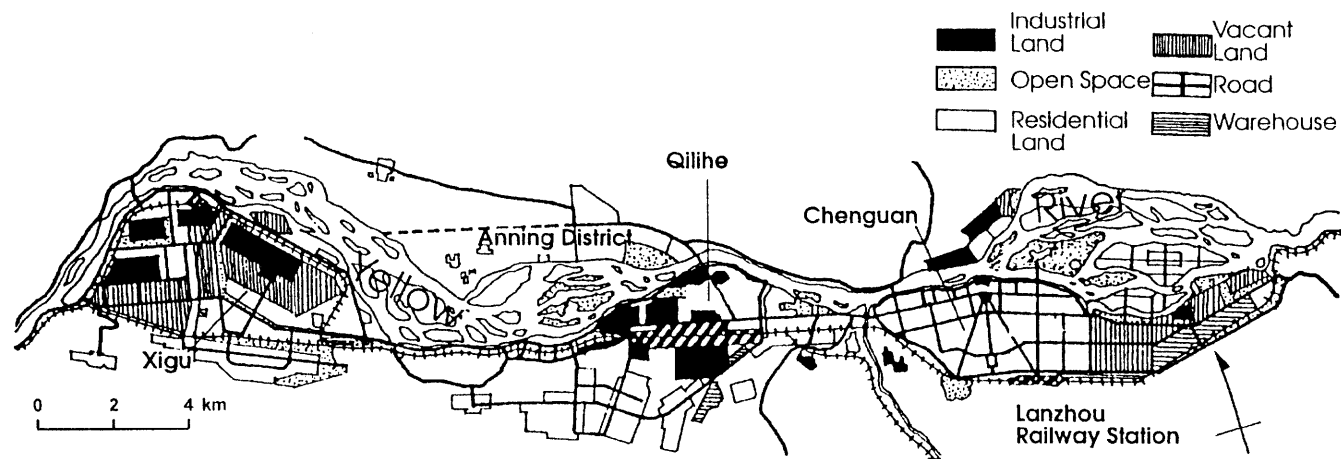 Industrial
Land
Vacant
Land
Open Space
Road
Residential
Land
Warehouse
Qilihe
Chenguan
River
Anning District
Yellow
Xigu
0 2 4 km
Lanzhou
Railway Station